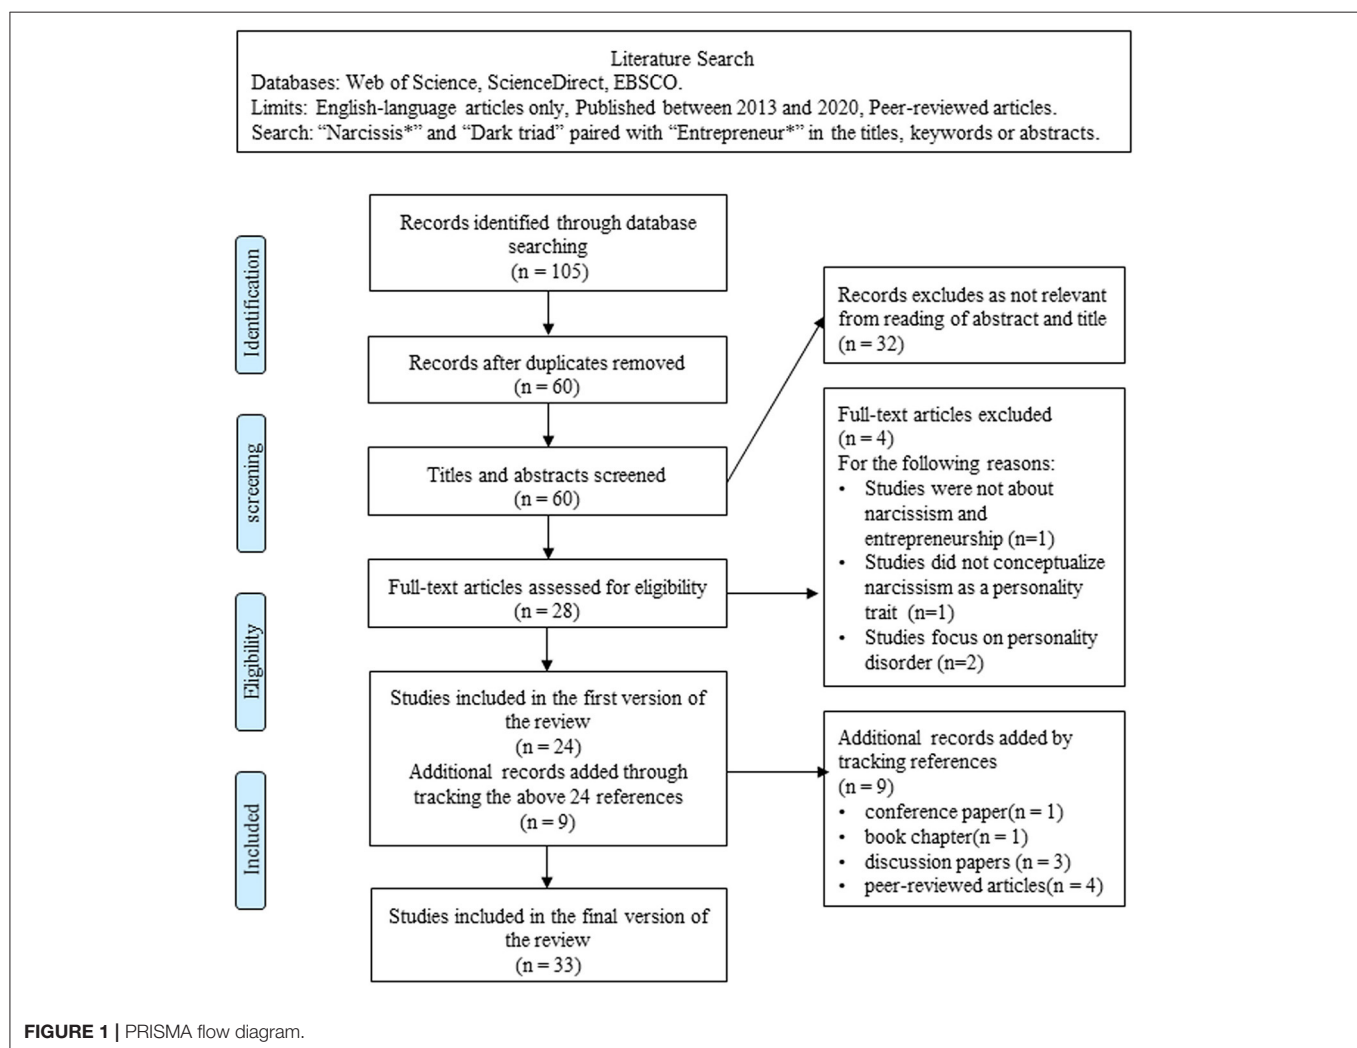 Literature Search
Databases: Web of Science, ScienceDirect, EBSCO.
Limits: English-language articles only, Published between 2013 and 2020, Peer-reviewed articles.
Search: “Narcissis*” and “Dark triad” paired with “Entrepreneur*” in the titles, keywords or abstracts.
Identification
Records identified through database
searching
(n = 105)
Records after duplicates removed
(n = 60)
Records excludes as not relevant
from reading of abstract and title
(n = 32)
screening
Titles and abstracts screened
(n = 60)
Full-text articles excluded
(n = 4)
For the following reasons:
• Studies were not about
narcissism and
entrepreneurship (n=1)
• Studies did not conceptualize
narcissism as a personality
trait (n=1)
• Studies focus on personality
disorder (n=2)
Eligibility
Full-text articles assessed for eligibility
(n = 28)
Studies included in the first version of
the review
(n = 24)
Additional records added through
tracking the above 24 references
(n = 9)
Additional records added by
tracking references
(n = 9)
• conference paper(n = 1)
• book chapter(n = 1)
• discussion papers (n = 3)
• peer-reviewed articles(n = 4)
Included
Studies included in the final version of
the review
(n = 33)
FIGURE 1 | PRISMA flow diagram.